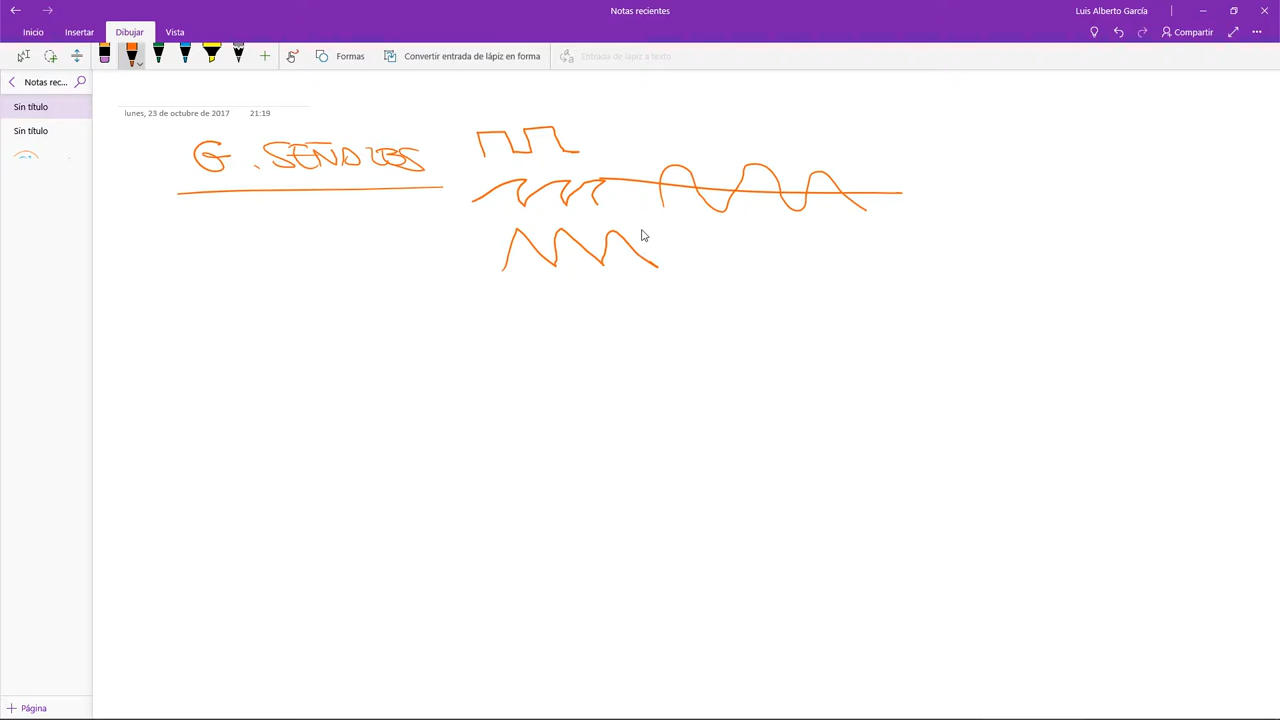 Notas recientes
Luis Alberto García
Inicio Insertar Dibujar Vista
Compartir
Formas Convertir entrada de lápiz en forma Entrada de lápiz a texto
Notas rec...
Sin título
Sin título
lunes, 23 de octubre de 2017 21:19
G. SEÑALES
Página